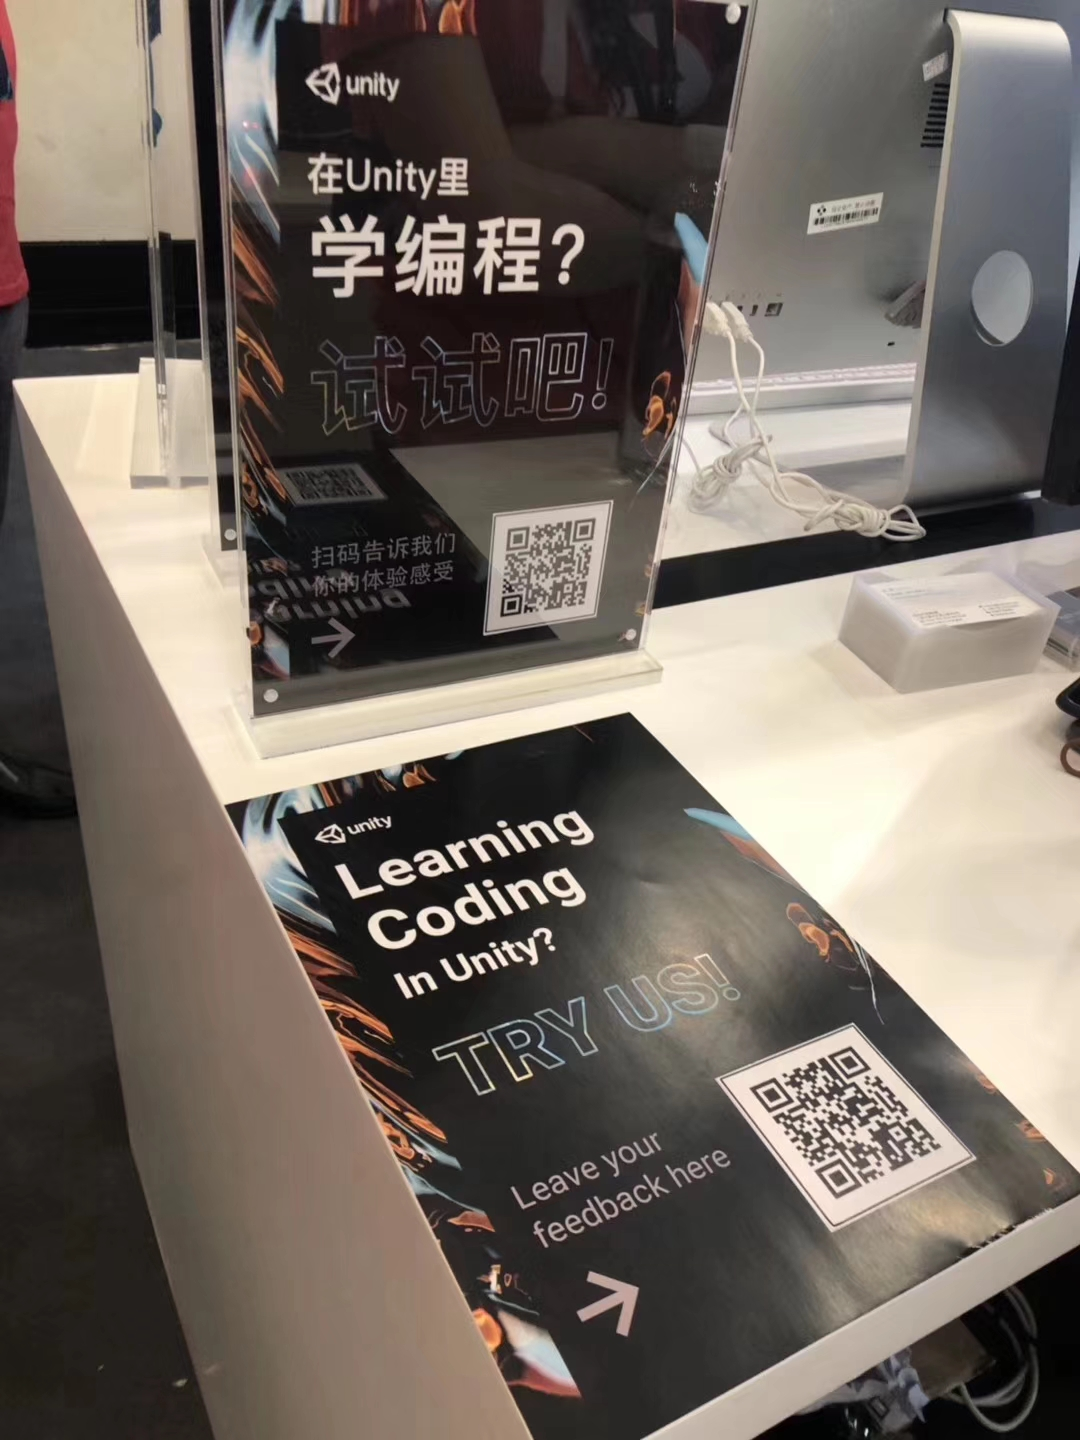 unity
在Unity里
学编程？
试试吧！
扫码告诉我们
你的体验感受
unity
Learning
Coding
In Unity?
TRY US!
Leave your
feedback here